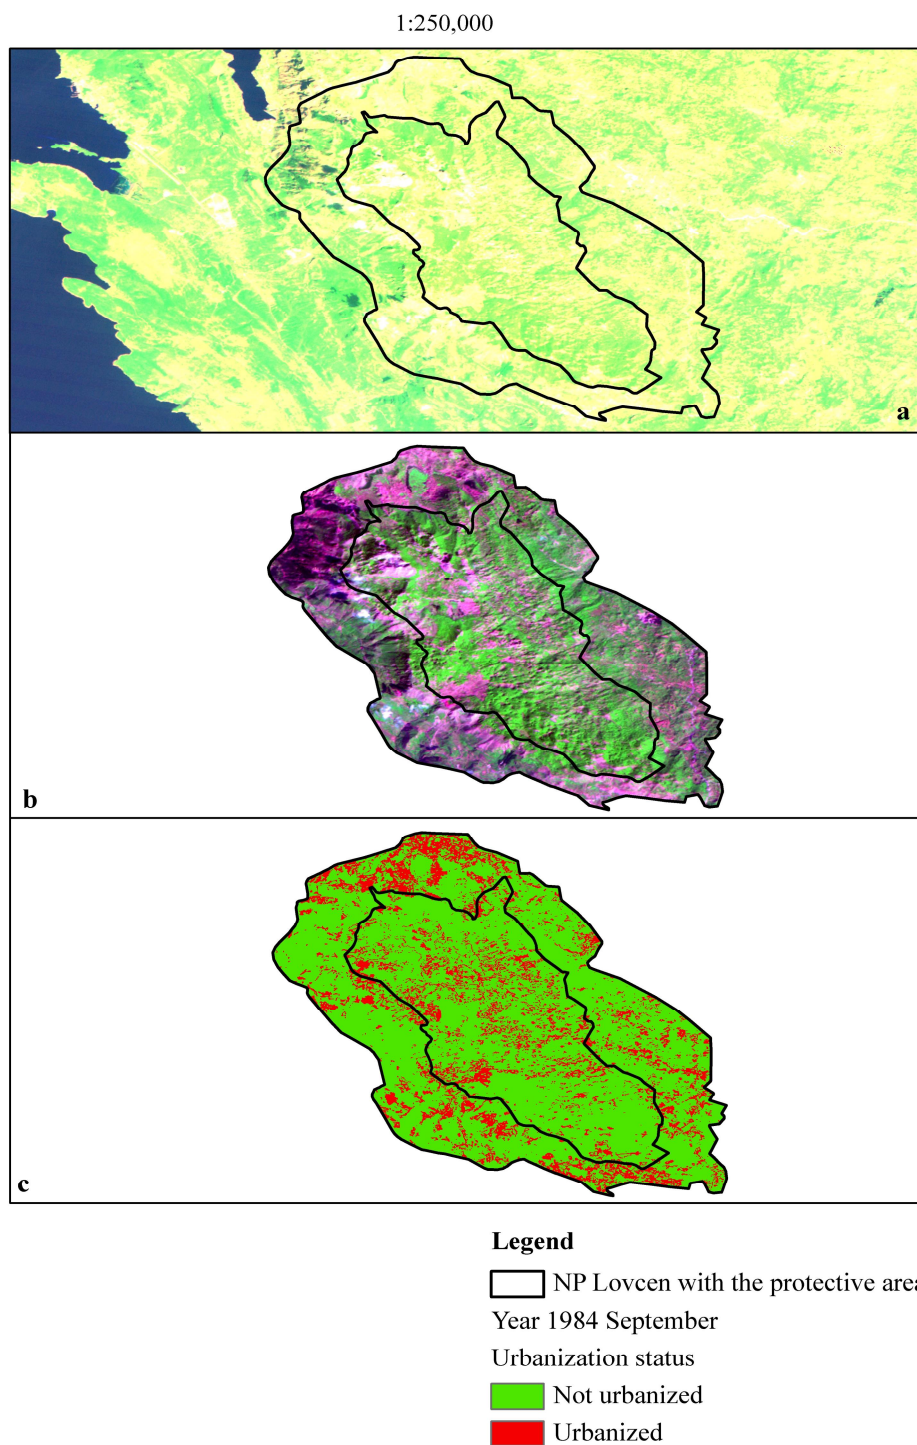 1:250,000
a
b
c
Legend
NP Lovcen with the protective area
Year 1984 September
Urbanization status
Not urbanized
Urbanized